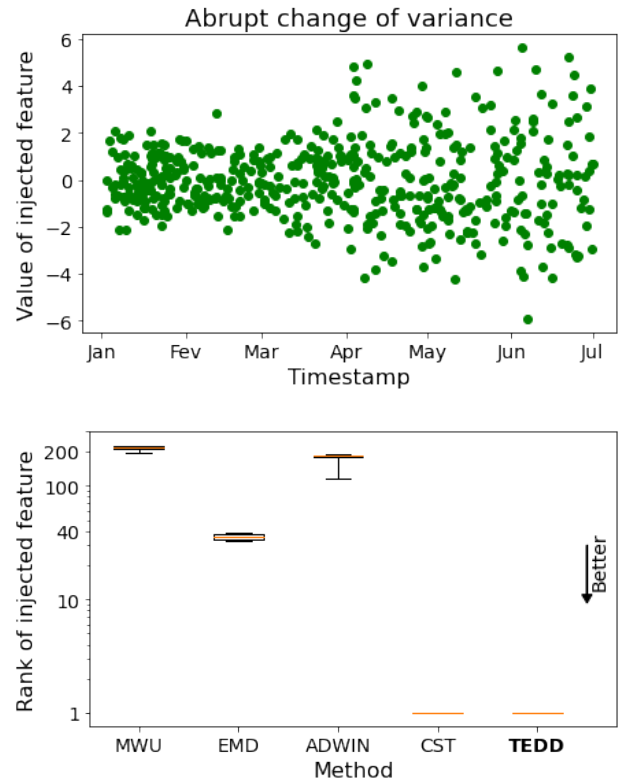 Abrupt change of variance
Value of injected feature
6
4
2
0
−2
−4
−6
Jan Fev Mar Apr May Jun Jul
Timestamp
Rank of injected feature
200
100
40
10
1
Better
MWU EMD ADWIN CST TEDD
Method